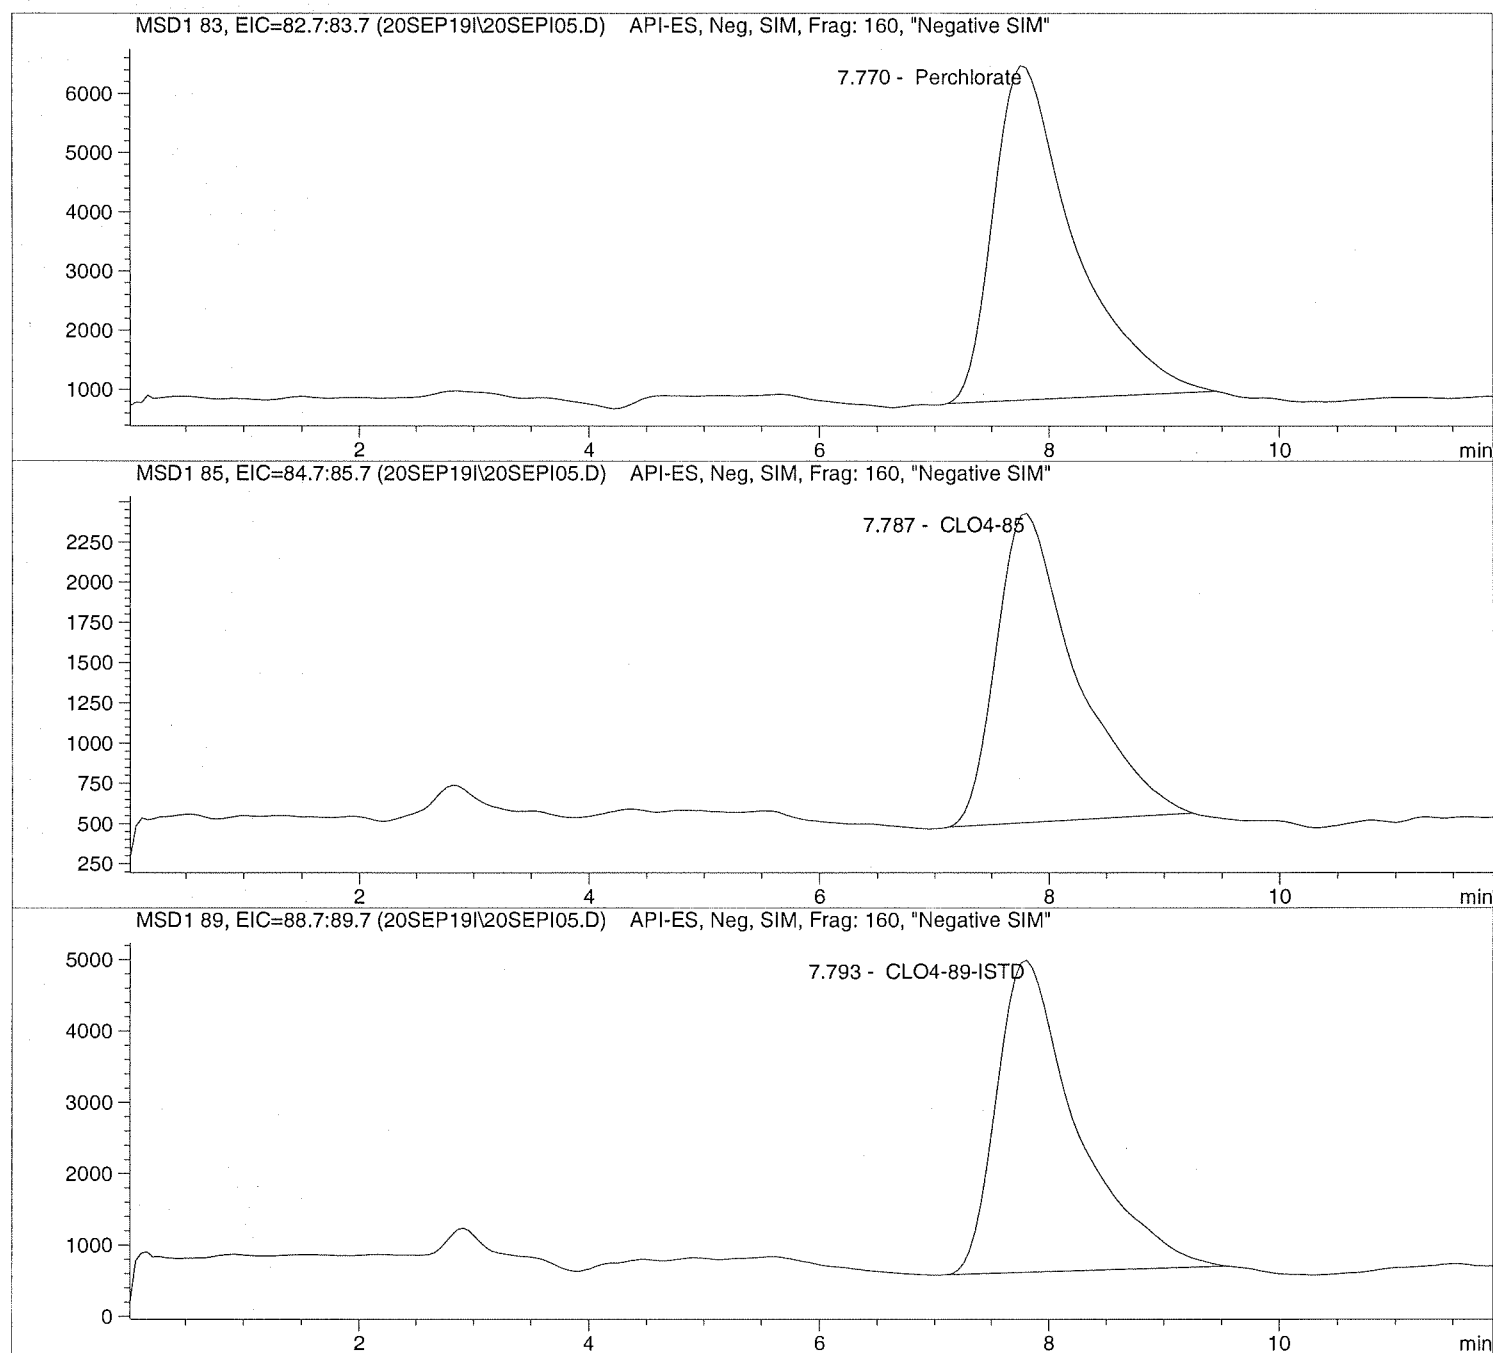 MSD1 83, EIC=82.7:83.7 (20SEP19I\20SEPI05.D) API-ES, Neg, SIM, Frag: 160, "Negative SIM"
7.770 - Perchlorate
6000
5000
4000
3000
2000
1000
2 4 6 8 10 min
MSD1 85, EIC=84.7:85.7 (20SEP19I\20SEPI05.D) API-ES, Neg, SIM, Frag: 160, "Negative SIM"
7.787 - CLO4-85
2250
2000
1750
1500
1250
1000
750
500
250
2 4 6 8 10 min
MSD1 89, EIC=88.7:89.7 (20SEP19I\20SEPI05.D) API-ES, Neg, SIM, Frag: 160, "Negative SIM"
5000
7.793 - CLO4-89-ISTD
4000
3000
2000
1000
0
2 4 6 8 10 min